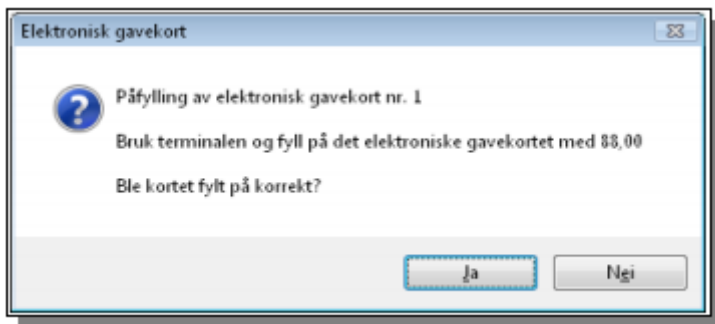 Elektronisk gavekort
Påfylling av elektronisk gavekort nr. 1
Bruk terminalen og fyll på det elektroniske gavekortet med 88,00
Ble kortet fylt på korrekt?
Ja Nei